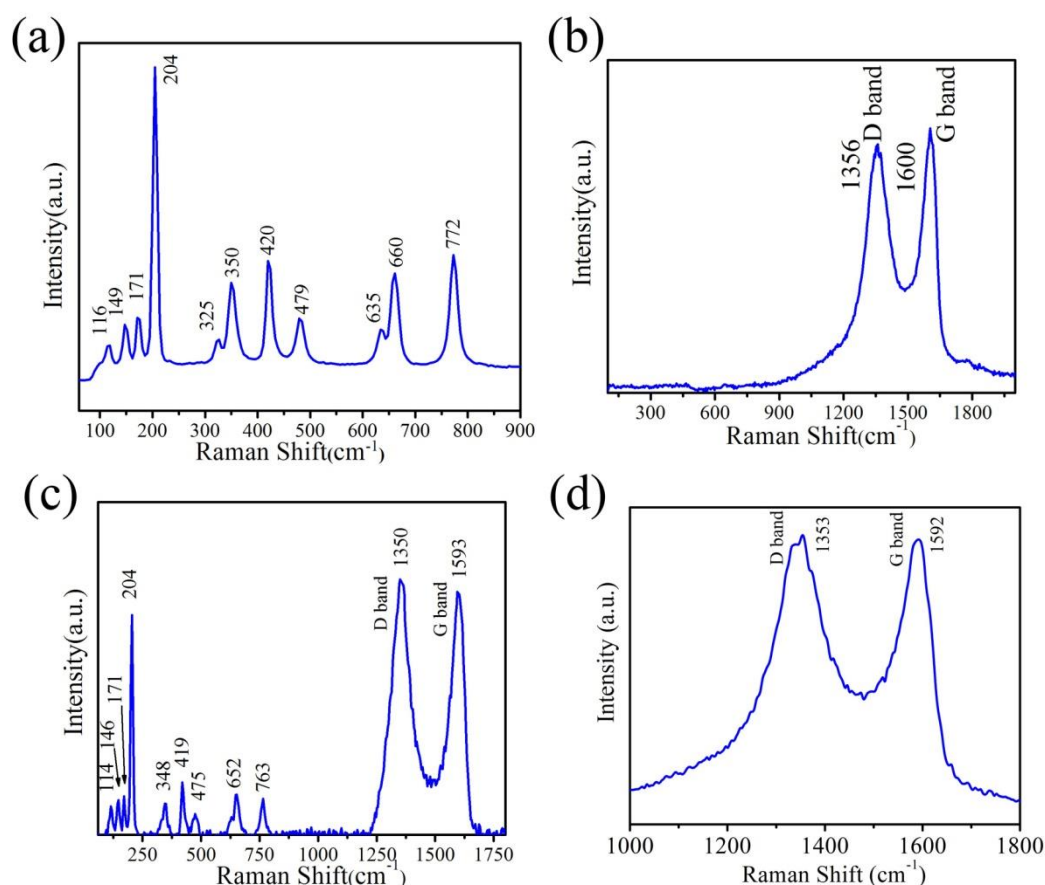 (a)
204
116
149
171
325
350
420
479
635
660
772
Intensity(a.u.)
100 200 300 400 500 600 700 800 900
Raman Shift(cm⁻¹)
(b)
1356
D band
1600
G band
Intensity(a.u.)
300 600 900 1200 1500 1800
Raman Shift(cm⁻¹)
(c)
204
114
146
171
348
419
475
652
763
D band
1350
G band
1593
Intensity(a.u.)
250 500 750 1000 1250 1500 1750
Raman Shift(cm⁻¹)
(d)
D band
1353
G band
1592
Intensity (a.u.)
1000 1200 1400 1600 1800
Raman Shift (cm⁻¹)